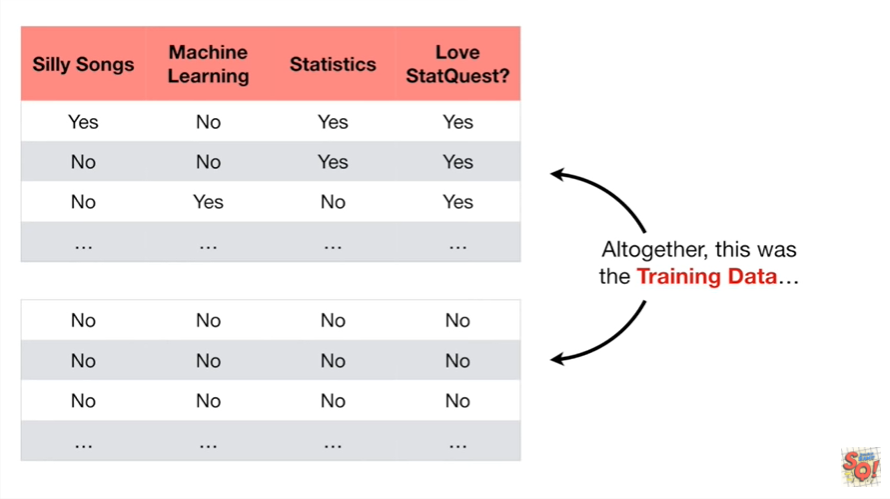 Silly Songs Machine Learning Statistics Love StatQuest?
Yes No Yes Yes
No No Yes Yes
No Yes No Yes
… … … …
No No No No
No No No No
No No No No
… … … …
Altogether, this was
the Training Data…
SQ!